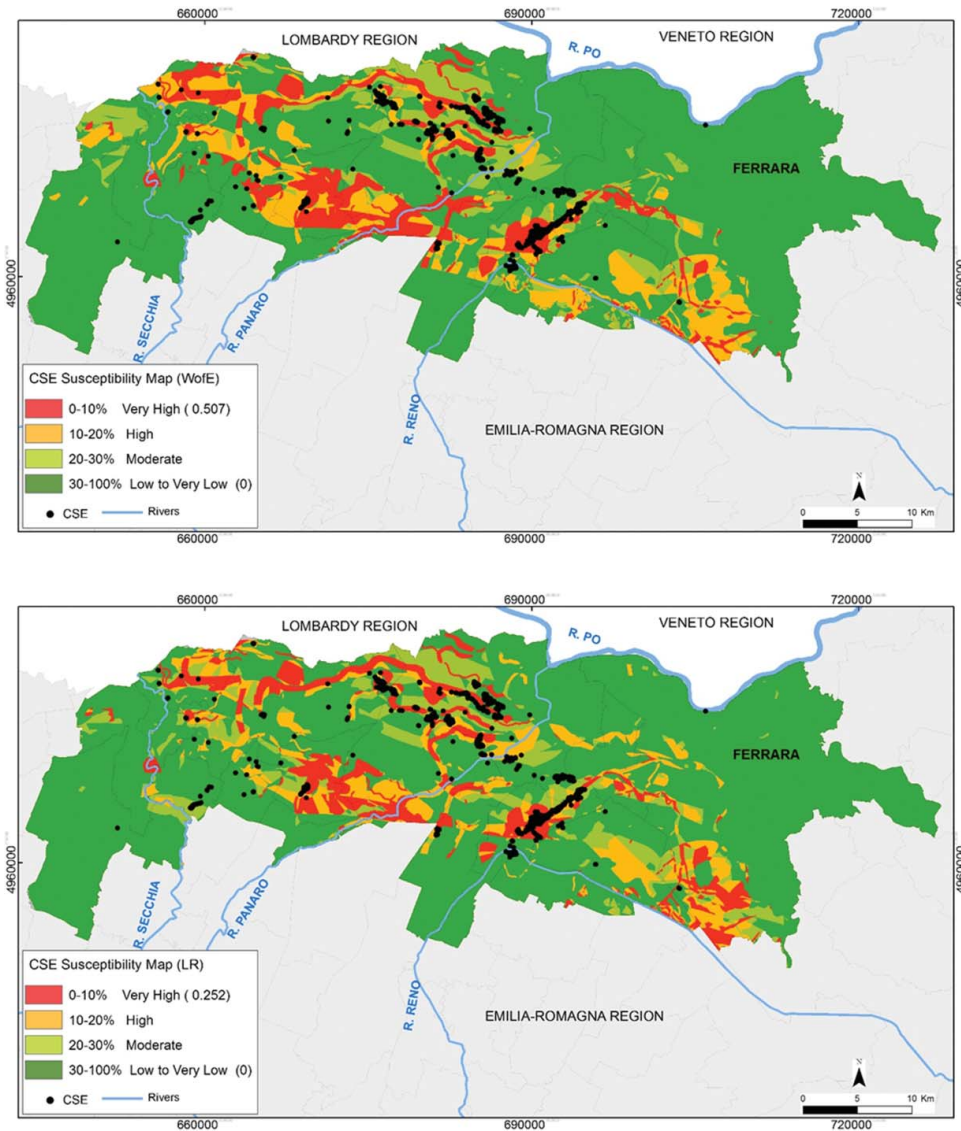 660000 690000 720000
LOMBARDY REGION
VENETO REGION
R. PO
FERRARA
4960000
4960000
R. SECCHIA
R. PANARO
R. RENO
EMILIA-ROMAGNA REGION
CSE Susceptibility Map (WofE)
0-10% Very High ( 0.507)
10-20% High
20-30% Moderate
30-100% Low to Very Low (0)
CSE Rivers
N
0 5 10 Km
660000 690000 720000
660000 690000 720000
LOMBARDY REGION
VENETO REGION
R. PO
FERRARA
4960000
4960000
R. SECCHIA
R. PANARO
R. RENO
EMILIA-ROMAGNA REGION
CSE Susceptibility Map (LR)
0-10% Very High ( 0.252)
10-20% High
20-30% Moderate
30-100% Low to Very Low (0)
CSE Rivers
N
0 5 10 Km
660000 690000 720000